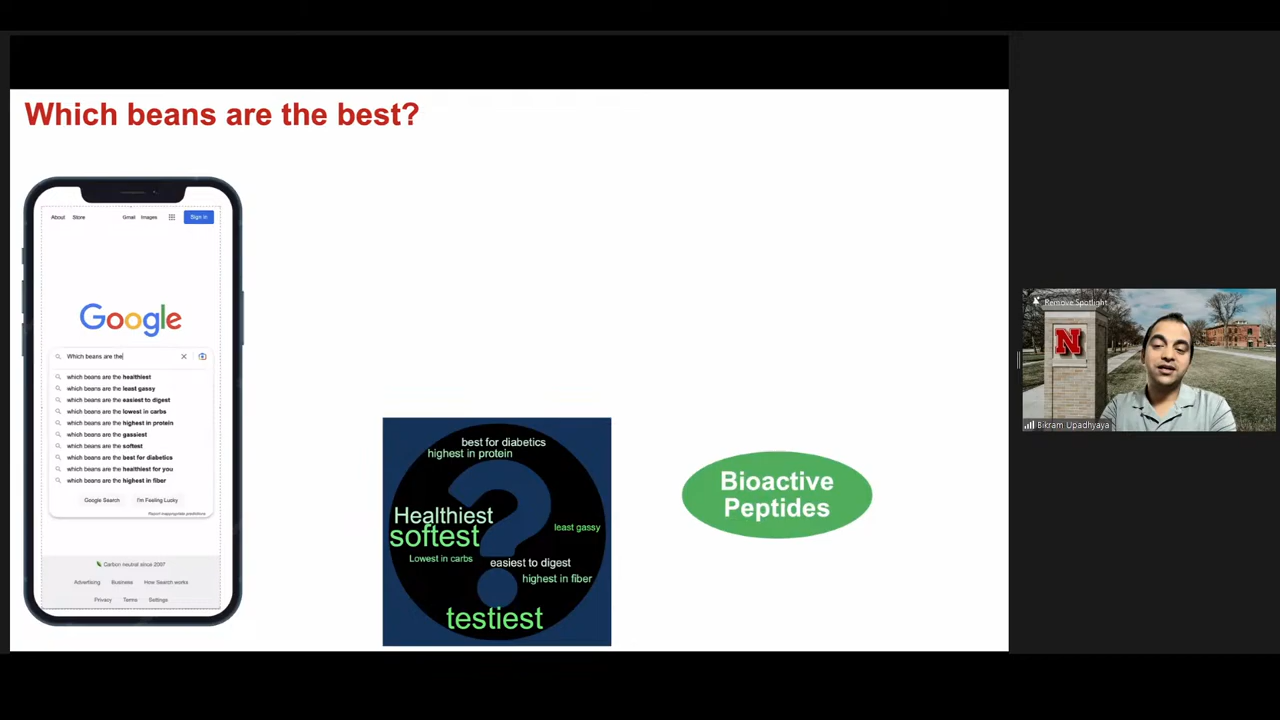 Which beans are the best?
About Store Gmail Images Sign in
Google
Which beans are the
which beans are the healthiest
which beans are the least gassy
which beans are the easiest to digest
which beans are the lowest in carbs
which beans are the highest in protein
which beans are the gassiest
which beans are the softest
which beans are the best for diabetics
which beans are the healthiest for you
which beans are the highest in fiber
Google Search I'm Feeling Lucky
Report inappropriate predictions
Carbon neutral since 2007
Advertising Business How Search works
Privacy Terms Settings
best for diabetics
highest in protein
Healthiest
softest
least gassy
Lowest in carbs
easiest to digest
highest in fiber
testiest
Bioactive
Peptides
Remove Spotlight
N
Bikram Upadhyaya